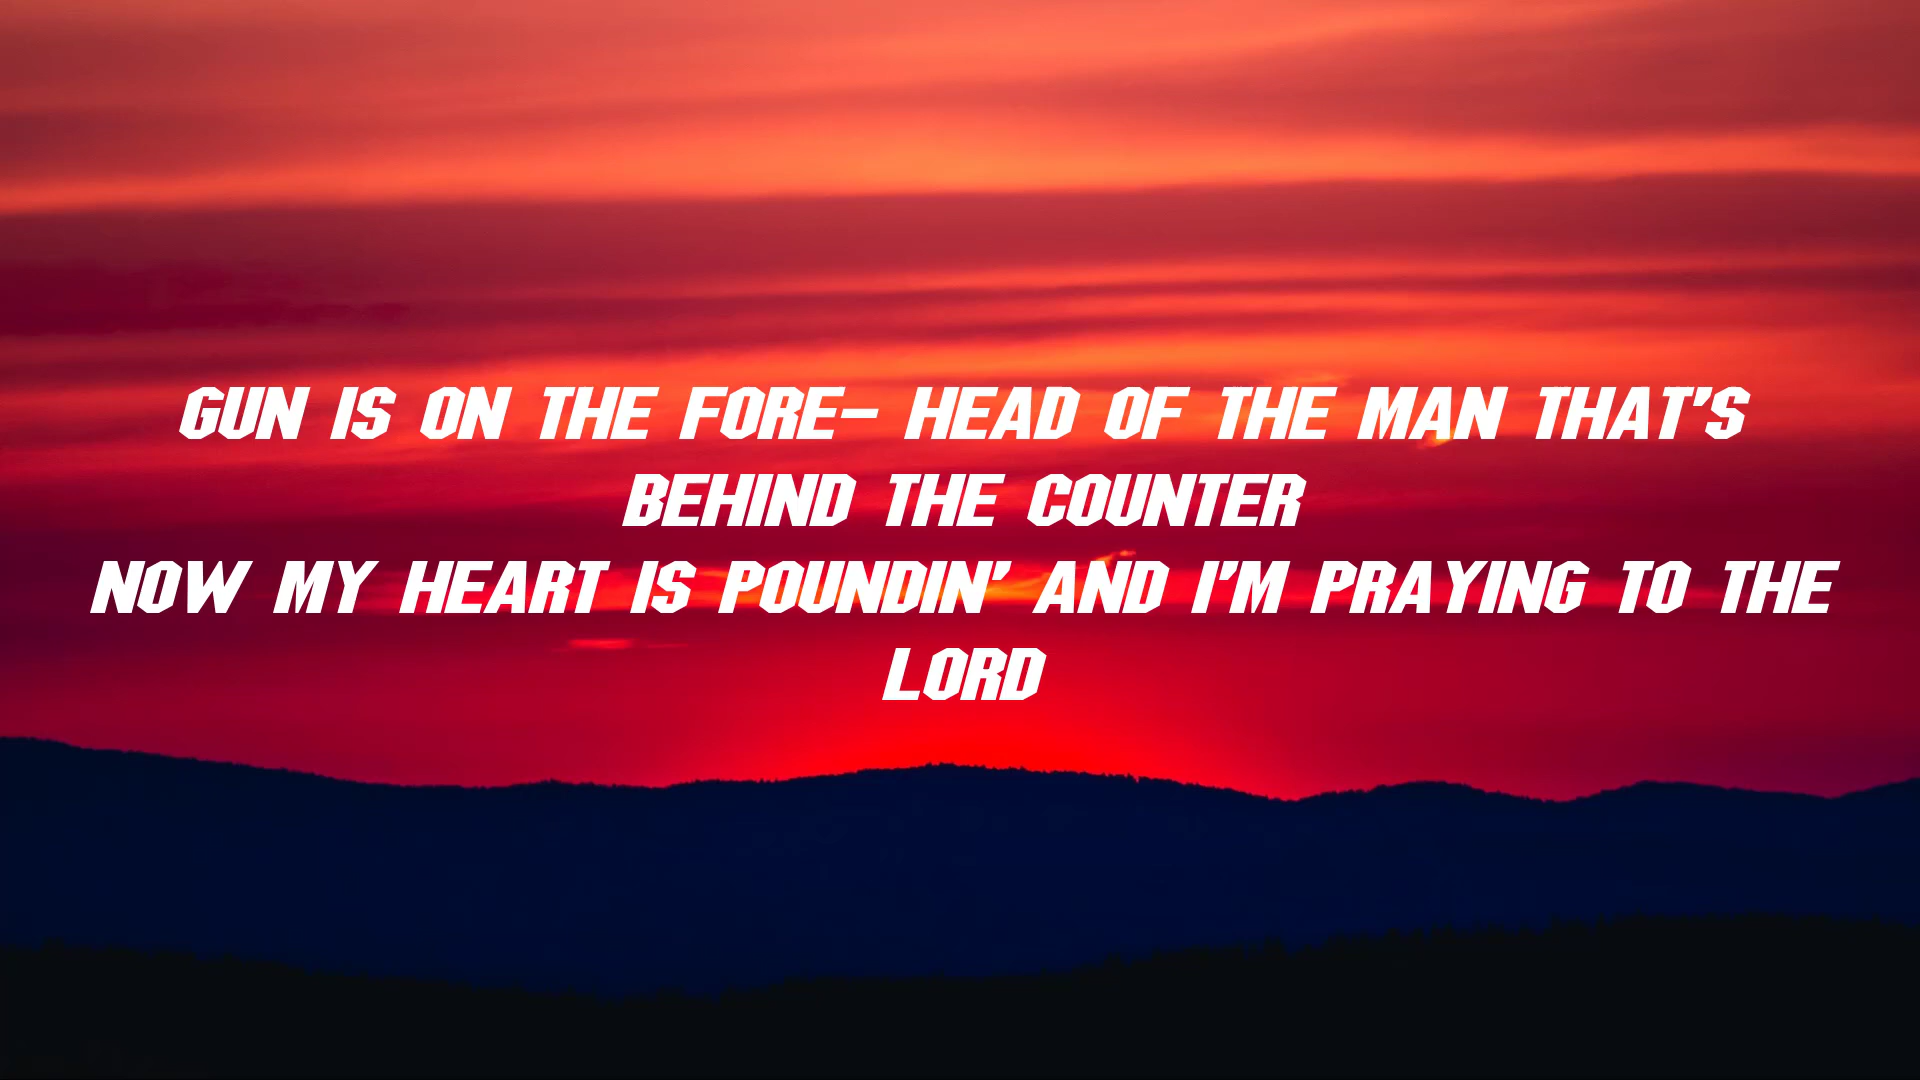 GUN IS ON THE FORE- HEAD OF THE MAN THAT'S
BEHIND THE COUNTER
NOW MY HEART IS POUNDIN' AND I'M PRAYING TO THE
LORD